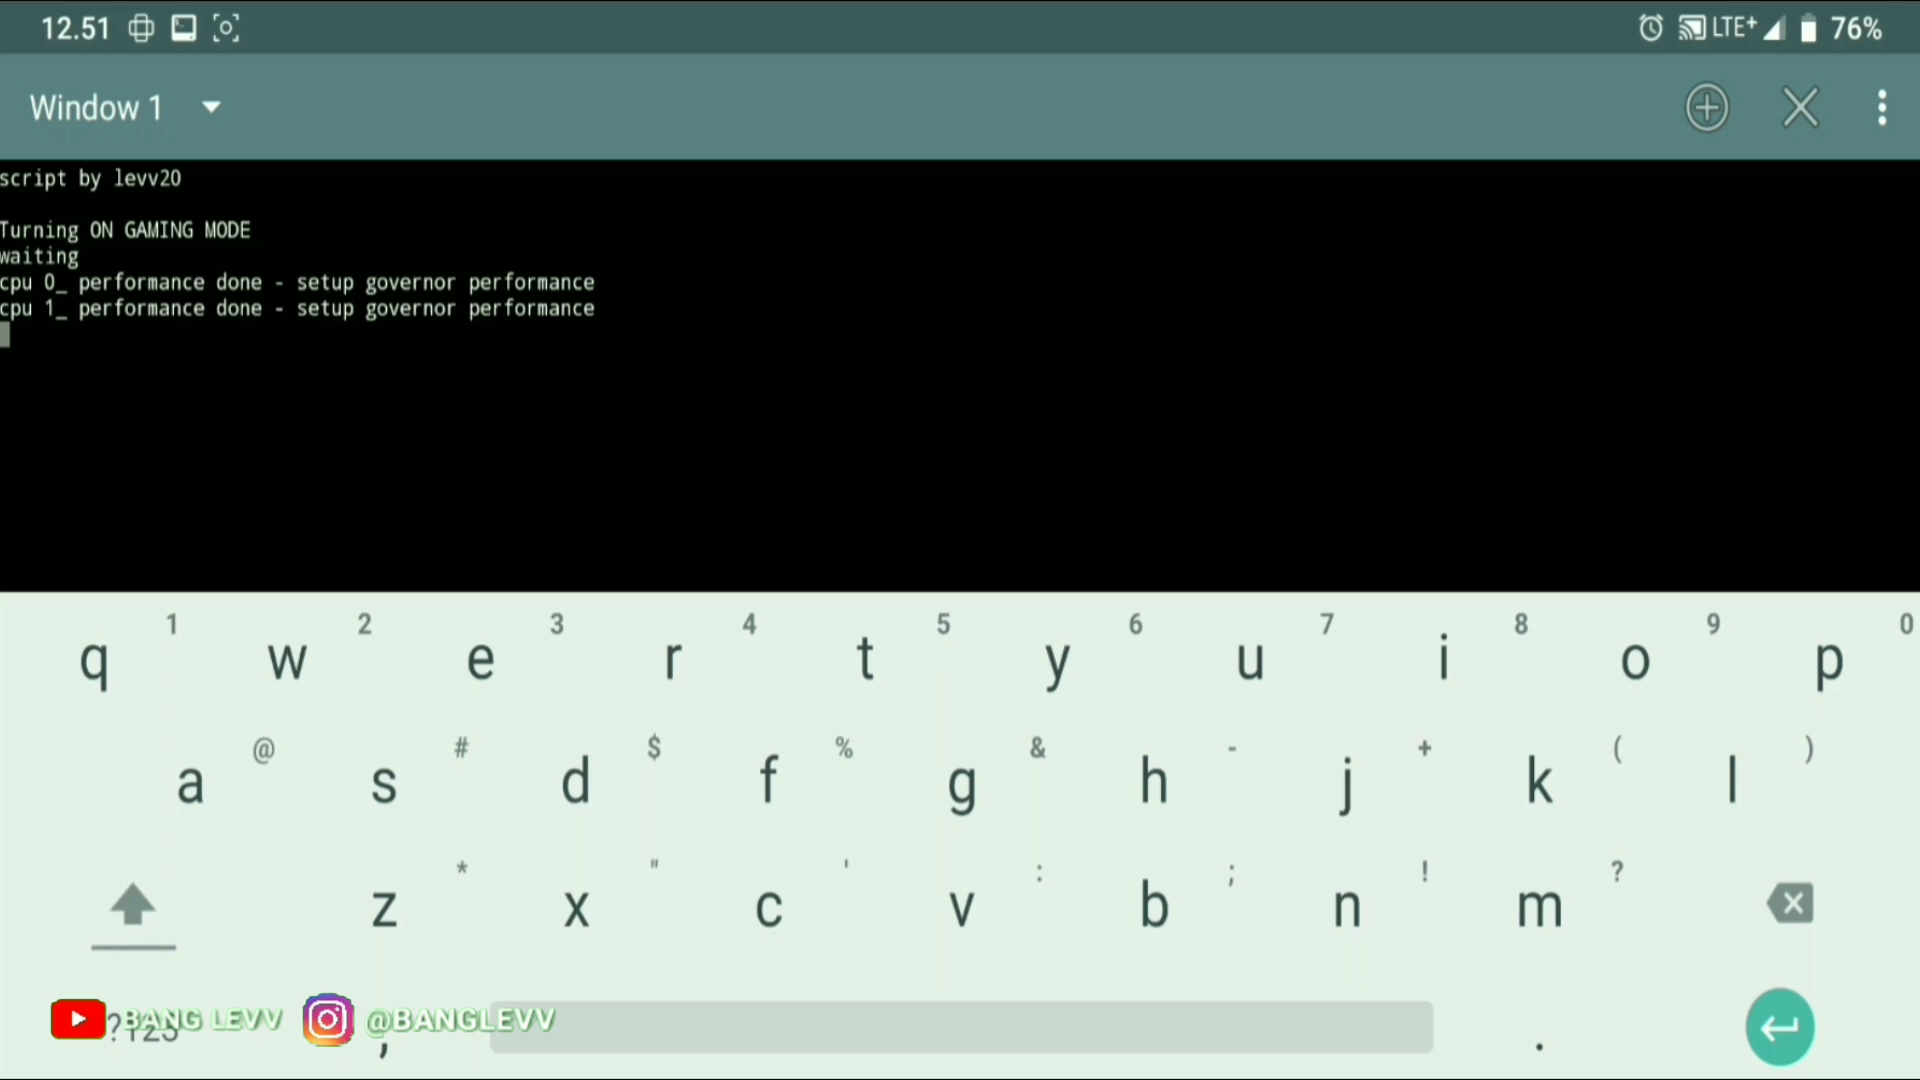 12.51 LTE+ 76%
Window 1
script by levv20
Turning ON GAMING MODE
waiting
cpu 0_ performance done - setup governor performance
cpu 1_ performance done - setup governor performance
1 2 3 4 5 6 7 8 9 0
q w e r t y u i o p
@ # $ % & - + ( )
a s d f g h j k l
* " ' : ; ! ?
z x c v b n m
?123 , .
BANG LEVV @BANGLEVV